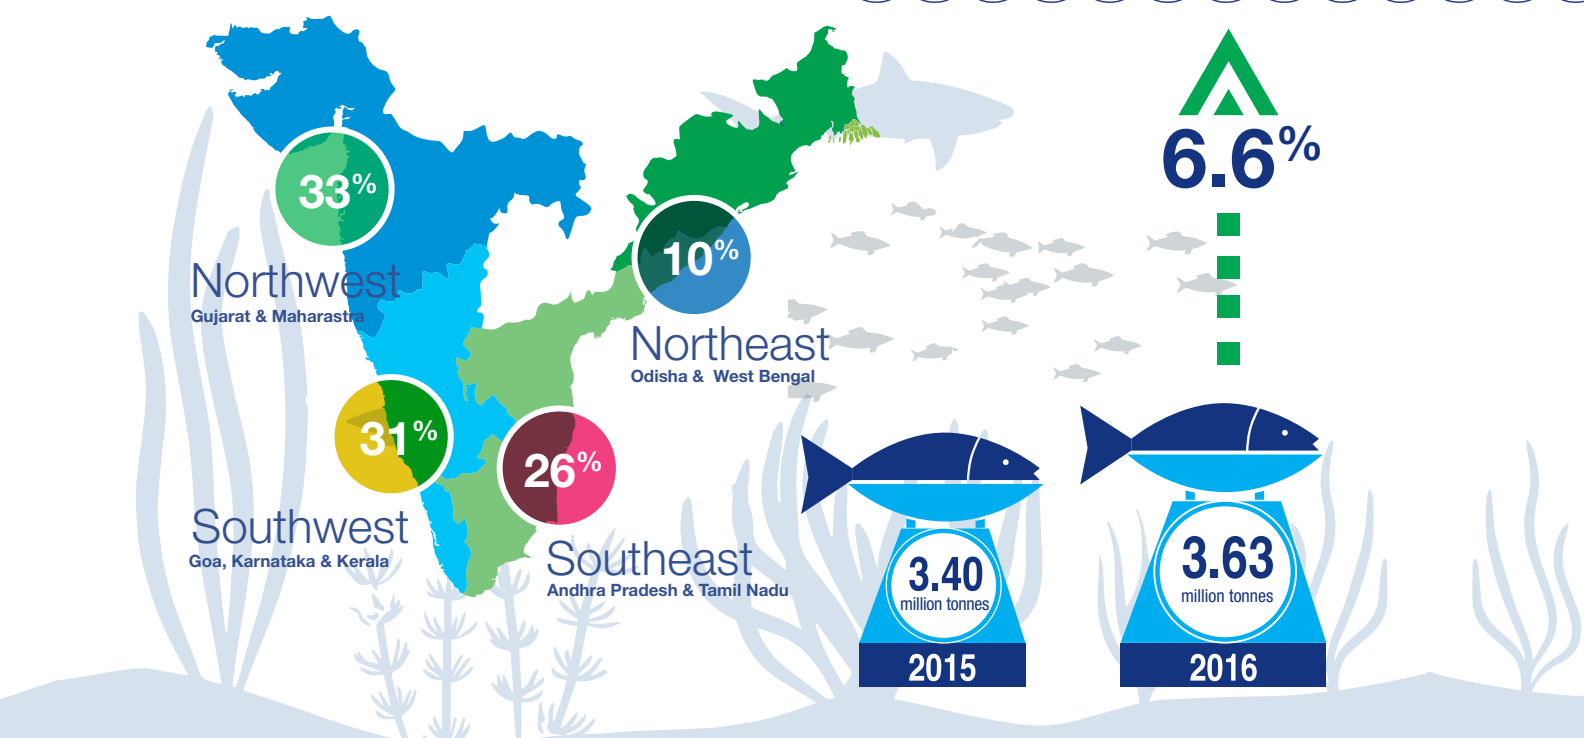 33%
Northwest
Gujarat & Maharastra
10%
Northeast
Odisha & West Bengal
31%
Southwest
Goa, Karnataka & Kerala
26%
Southeast
Andhra Pradesh & Tamil Nadu
6.6%
3.40
million tonnes
2015
3.63
million tonnes
2016